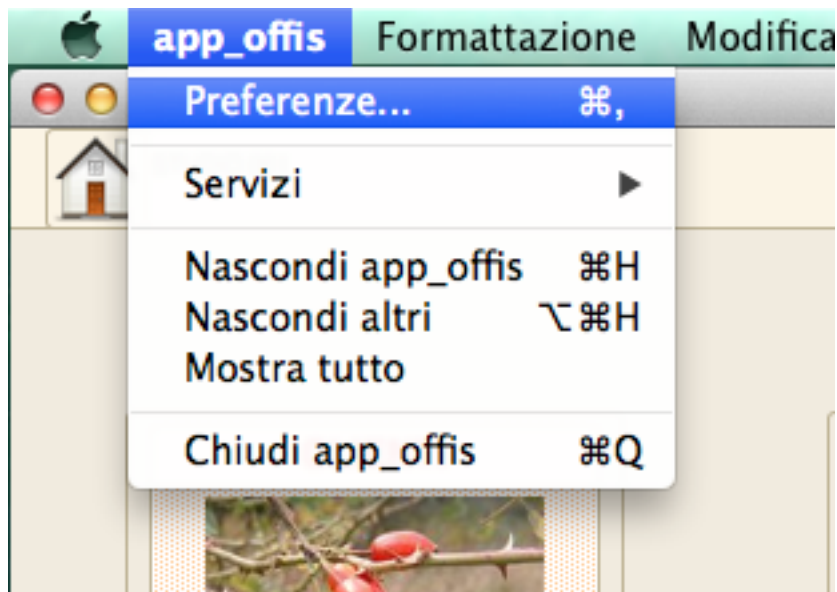 app_offis Formattazione Modifica
Preferenze... ⌘,
Servizi ▶
Nascondi app_offis ⌘H
Nascondi altri ⌥⌘H
Mostra tutto
Chiudi app_offis ⌘Q